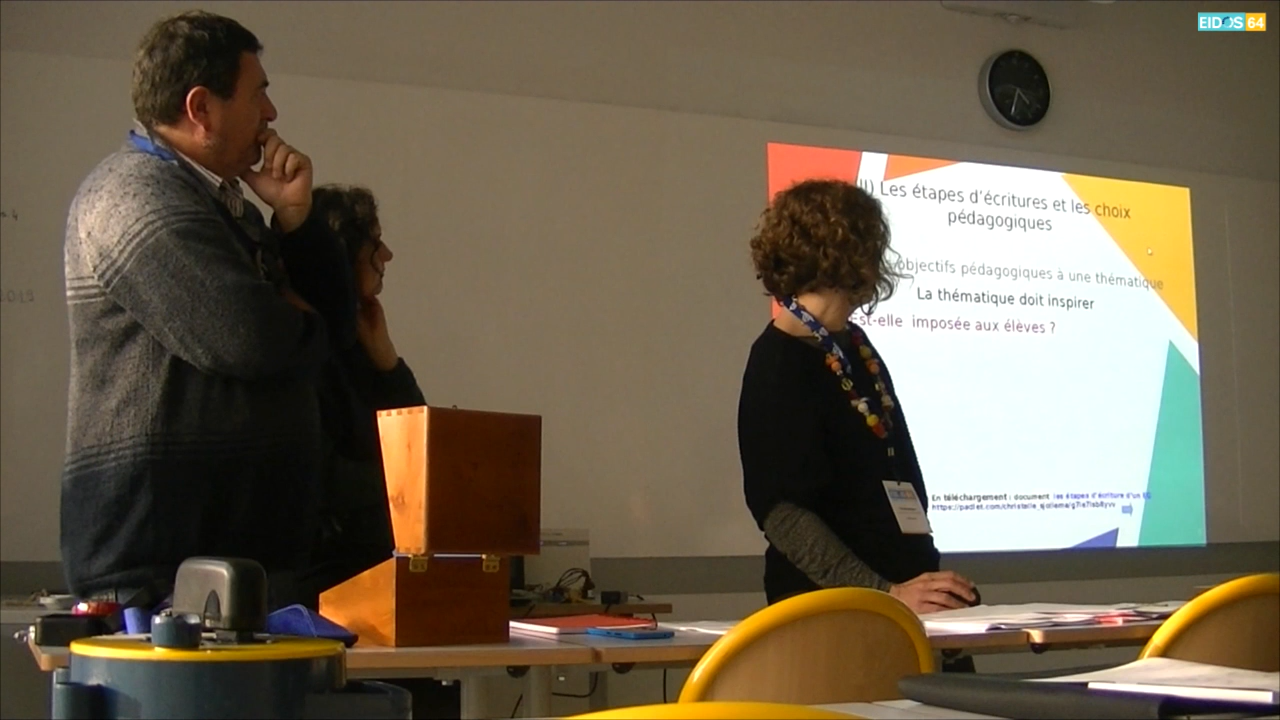 EIDOS 64
II) Les étapes d'écritures et les choix
pédagogiques
objectifs pédagogiques à une thématique
La thématique doit inspirer
Est-elle imposée aux élèves ?
En téléchargement : document les étapes d'écriture d'un